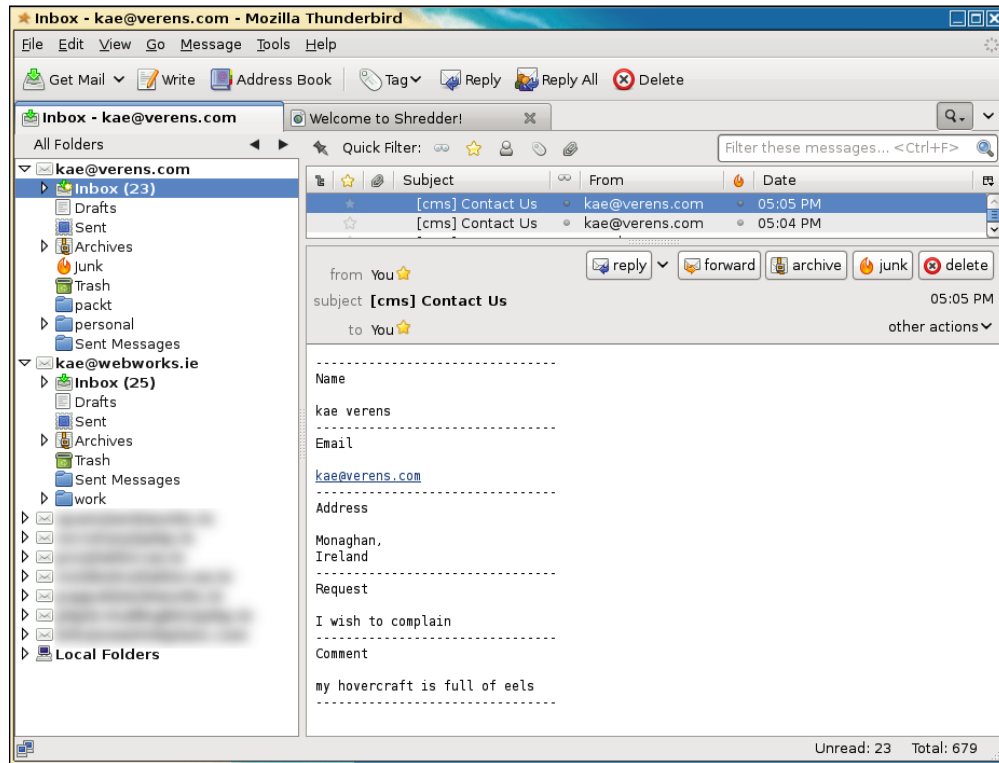 Inbox - kae@verens.com - Mozilla Thunderbird
File Edit View Go Message Tools Help
Get Mail Write Address Book Tag Reply Reply All Delete
Inbox - kae@verens.com Welcome to Shredder!
All Folders
Quick Filter: Filter these messages... <Ctrl+F>
kae@verens.com
Inbox (23)
Drafts
Sent
Archives
Junk
Trash
packt
personal
Sent Messages
kae@webworks.ie
Inbox (25)
Drafts
Sent
Archives
Trash
Sent Messages
work
Local Folders
Subject From Date
[cms] Contact Us kae@verens.com 05:05 PM
[cms] Contact Us kae@verens.com 05:04 PM
reply forward archive junk delete
from You
subject [cms] Contact Us 05:05 PM
to You other actions
-------------------------------
Name
kae verens
-------------------------------
Email
kae@verens.com
-------------------------------
Address
Monaghan,
Ireland
-------------------------------
Request
I wish to complain
-------------------------------
Comment
my hovercraft is full of eels
-------------------------------
Unread: 23 Total: 679